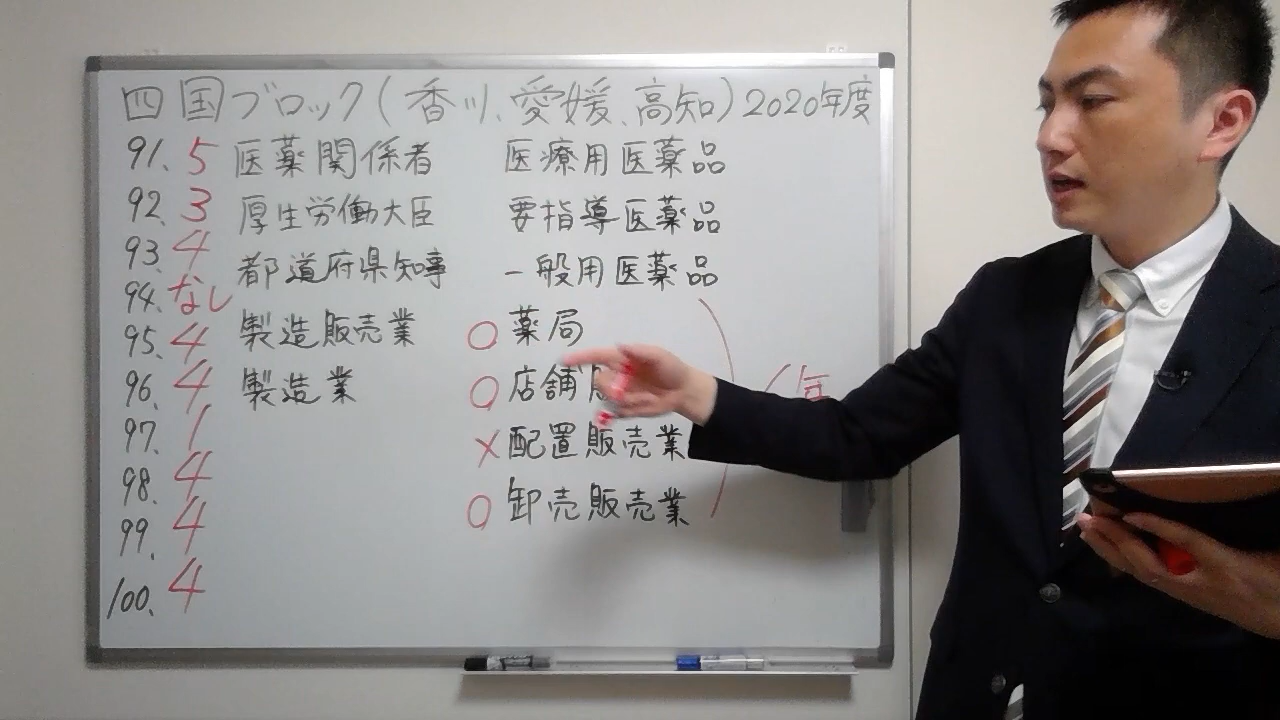 四国ブロック(香川、愛媛、高知)2020年度
91. 5 医薬関係者 医療用医薬品
92. 3 厚生労働大臣 要指導医薬品
93. 4 都道府県知事 一般用医薬品
94. なし
95. 4 製造販売業 ○薬局
96. 4 製造業 ○店舗
97. 1 ×配置販売業
98. 4
99. 4 ○卸売販売業
100. 4